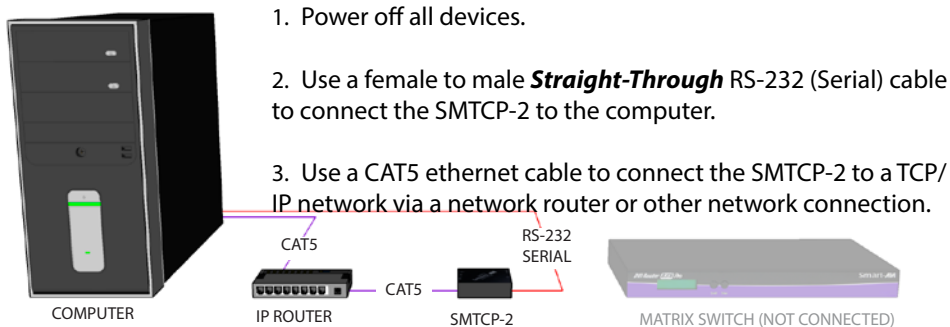 1. Power off all devices.
2. Use a female to male Straight-Through RS-232 (Serial) cable
to connect the SMTCP-2 to the computer.
3. Use a CAT5 ethernet cable to connect the SMTCP-2 to a TCP/
IP network via a network router or other network connection.
CAT5
RS-232
SERIAL
CAT5
Smart-AVI
COMPUTER
IP ROUTER
SMTCP-2
MATRIX SWITCH (NOT CONNECTED)